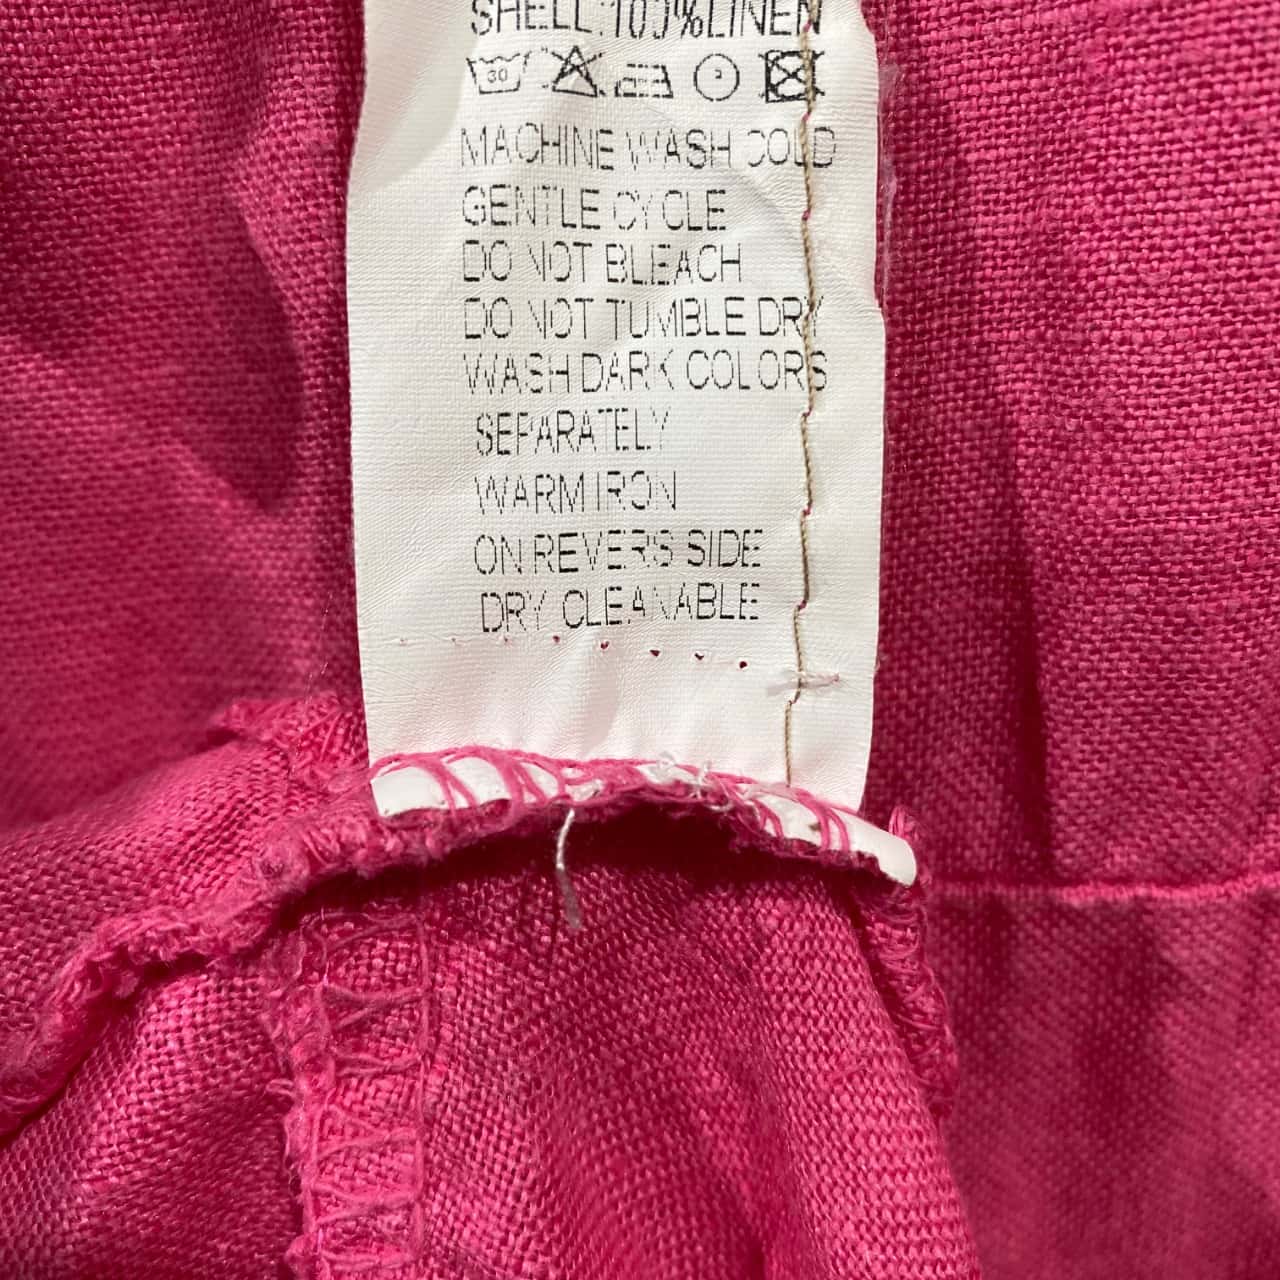 SHELL:100%LINEN
30
MACHINE WASH COLD
GENTLE CYCLE
DO NOT BLEACH
DO NOT TUMBLE DRY
WASH DARK COLORS
SEPARATELY
WARM IRON
ON REVERS SIDE
DRY CLEANABLE